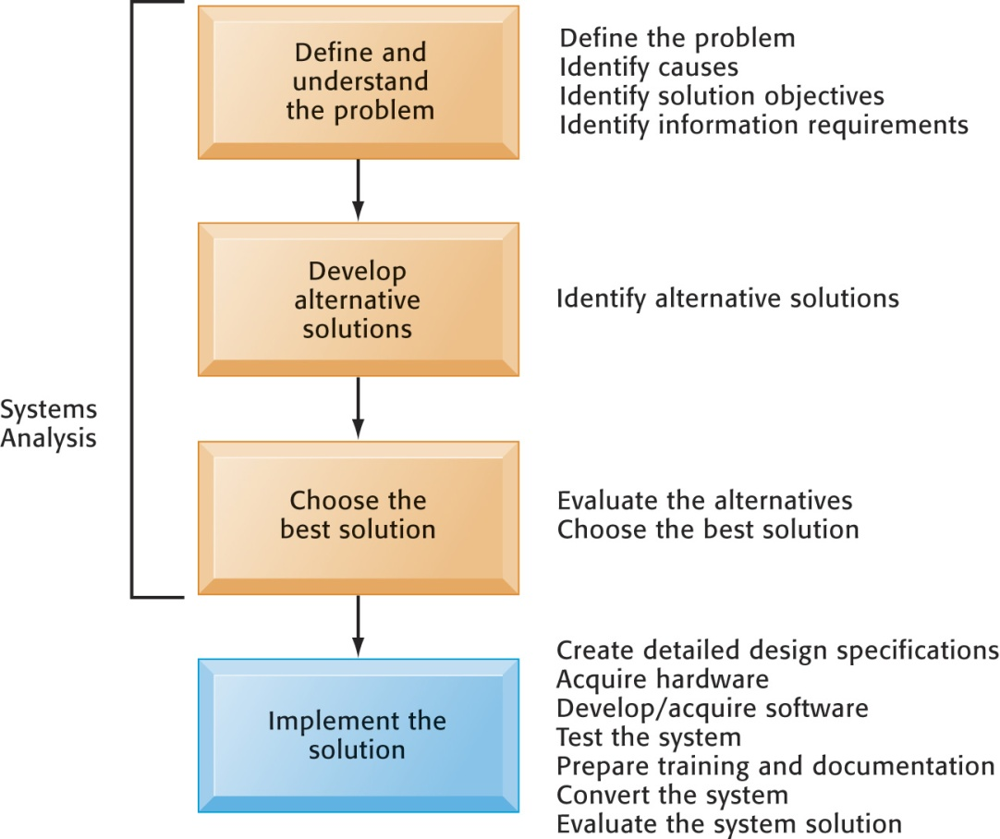 Define and
understand
the problem
Define the problem
Identify causes
Identify solution objectives
Identify information requirements
Develop
alternative
solutions
Identify alternative solutions
Systems
Analysis
Choose the
best solution
Evaluate the alternatives
Choose the best solution
Implement the
solution
Create detailed design specifications
Acquire hardware
Develop/acquire software
Test the system
Prepare training and documentation
Convert the system
Evaluate the system solution